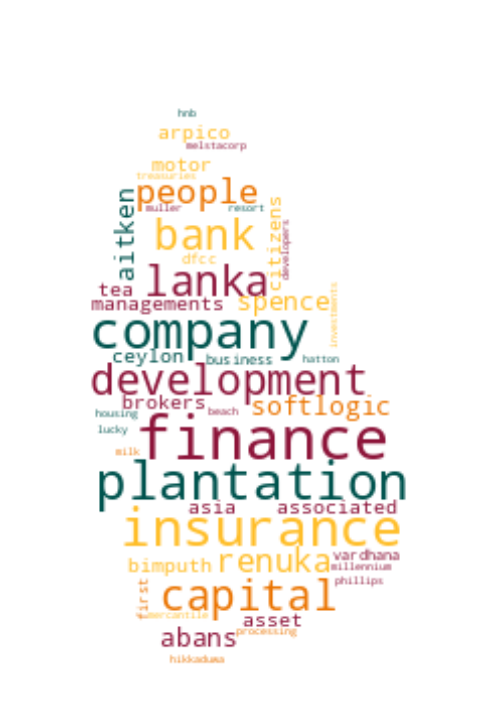 hnb
arpico
melstacorp
motor
treasuries
people
muller
resort
aitken
citizens
developers
bank
dfcc
lanka
tea
managements
spence
investments
company
ceylon
business
hatton
development
brokers
softlogic
housing
beach
lucky
finance
milk
plantation
asia
associated
insurance
vardhana
bimputh
renuka
millennium
phillips
first
capital
mercantile
asset
processing
abans
hikkaduwa